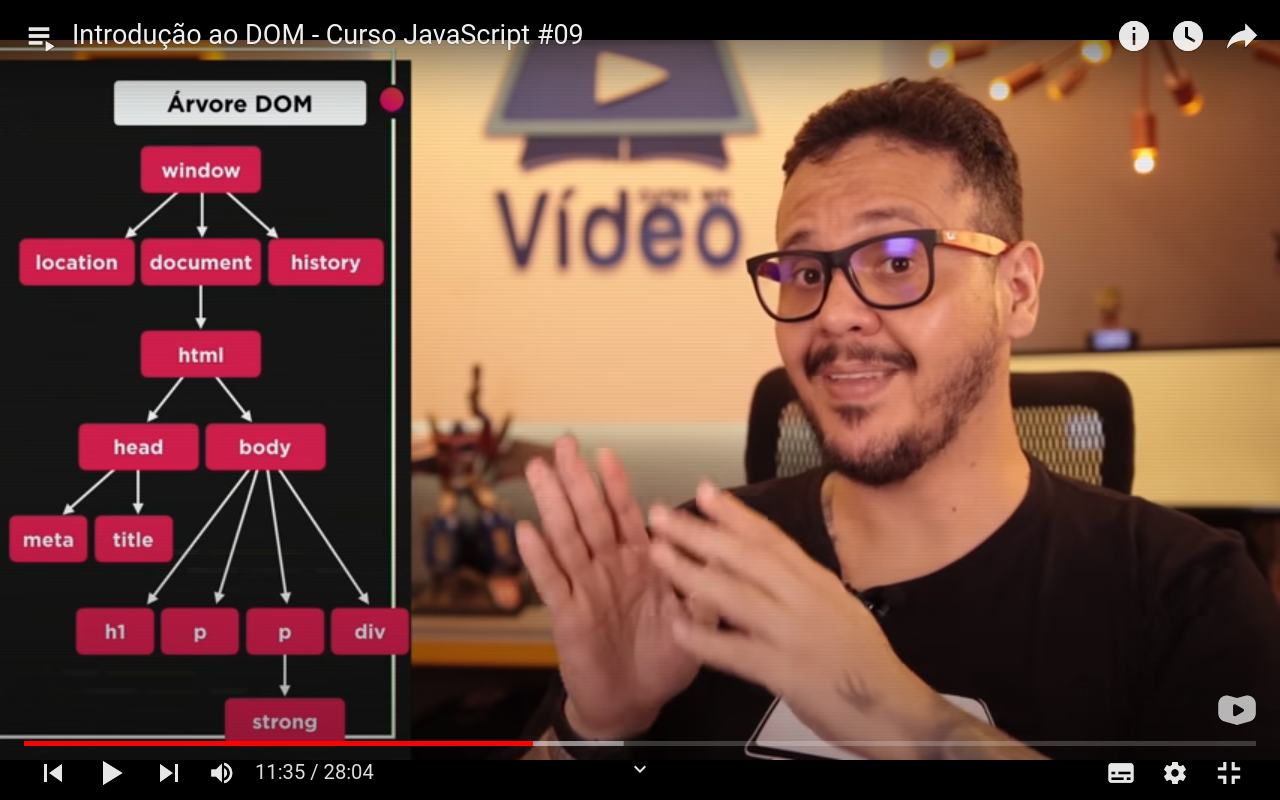 Introdução ao DOM - Curso JavaScript #09
Árvore DOM
window
location document history
html
head body
meta title
h1 p p div
strong
Vídeo
11:35 / 28:04